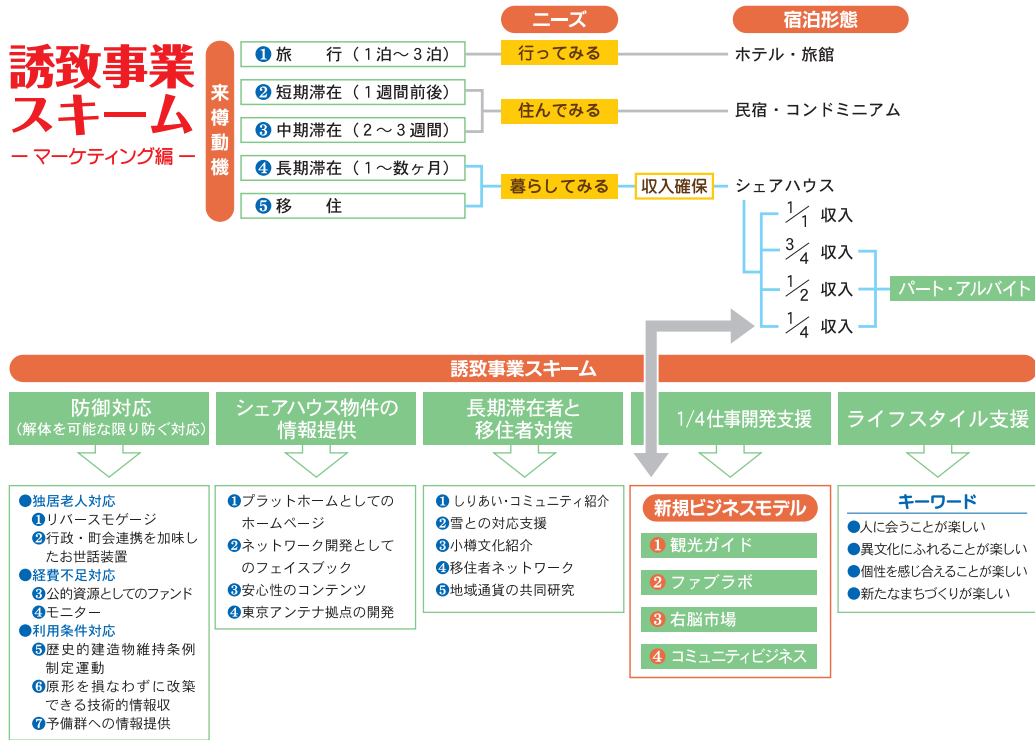 誘致事業
スキーム
－マーケティング編－
来樽動機
ニーズ
宿泊形態
❶旅　　行（1泊～3泊）
行ってみる
ホテル・旅館
❷短期滞在（1週間前後）
❸中期滞在（2～3週間）
住んでみる
民宿・コンドミニアム
❹長期滞在（1～数ヶ月）
❺移　　住
暮らしてみる
収入確保
シェアハウス
1/1 収入
3/4 収入
1/2 収入
1/4 収入
パート・アルバイト
誘致事業スキーム
防御対応
（解体を可能な限り防ぐ対応）
●独居老人対応
❶リバースモゲージ
❷行政・町会連携を加味し
たお世話装置
●経費不足対応
❸公的資源としてのファンド
❹モニター
●利用条件対応
❺歴史的建造物維持条例
制定運動
❻原形を損なわずに改築
できる技術的情報収
❼予備群への情報提供
シェアハウス物件の
情報提供
❶プラットホームとしての
ホームページ
❷ネットワーク開発として
のフェイスブック
❸安心性のコンテンツ
❹東京アンテナ拠点の開発
長期滞在者と
移住者対策
❶しりあい・コミュニティ紹介
❷雪との対応支援
❸小樽文化紹介
❹移住者ネットワーク
❺地域通貨の共同研究
1/4仕事開発支援
新規ビジネスモデル
❶観光ガイド
❷ファブラボ
❸右脳市場
❹コミュニティビジネス
ライフスタイル支援
キーワード
●人に会うことが楽しい
●異文化にふれることが楽しい
●個性を感じ合えることが楽しい
●新たなまちづくりが楽しい